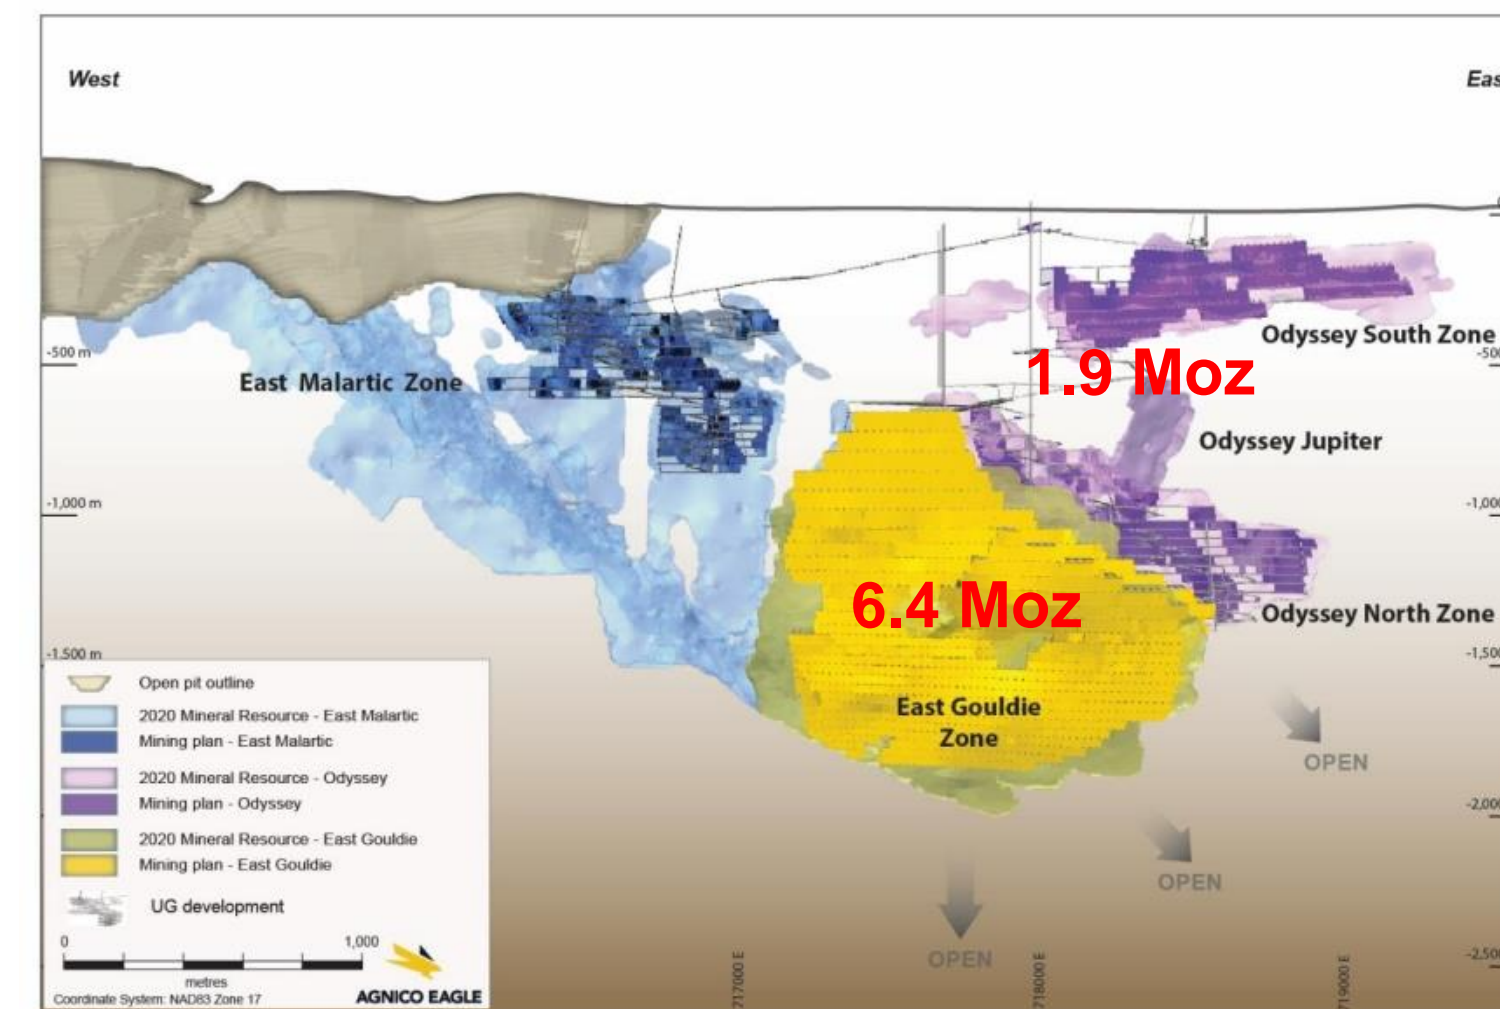 West
Eas
0
-500 m
Odyssey South Zone
-500
1.9 Moz
East Malartic Zone
Odyssey Jupiter
-1,000 m
-1,00
6.4 Moz
Odyssey North Zone
-1.500 m
-1,50
East Gouldie
Zone
OPEN
-2,00
OPEN
OPEN
-2,50
717000 E
718000 E
719000 E
Open pit outline
2020 Mineral Resource - East Malartic
Mining plan - East Malartic
2020 Mineral Resource - Odyssey
Mining plan - Odyssey
2020 Mineral Resource - East Gouldie
Mining plan - East Gouldie
UG development
0 1,000
metres
Coordinate System: NAD83 Zone 17
AGNICO EAGLE